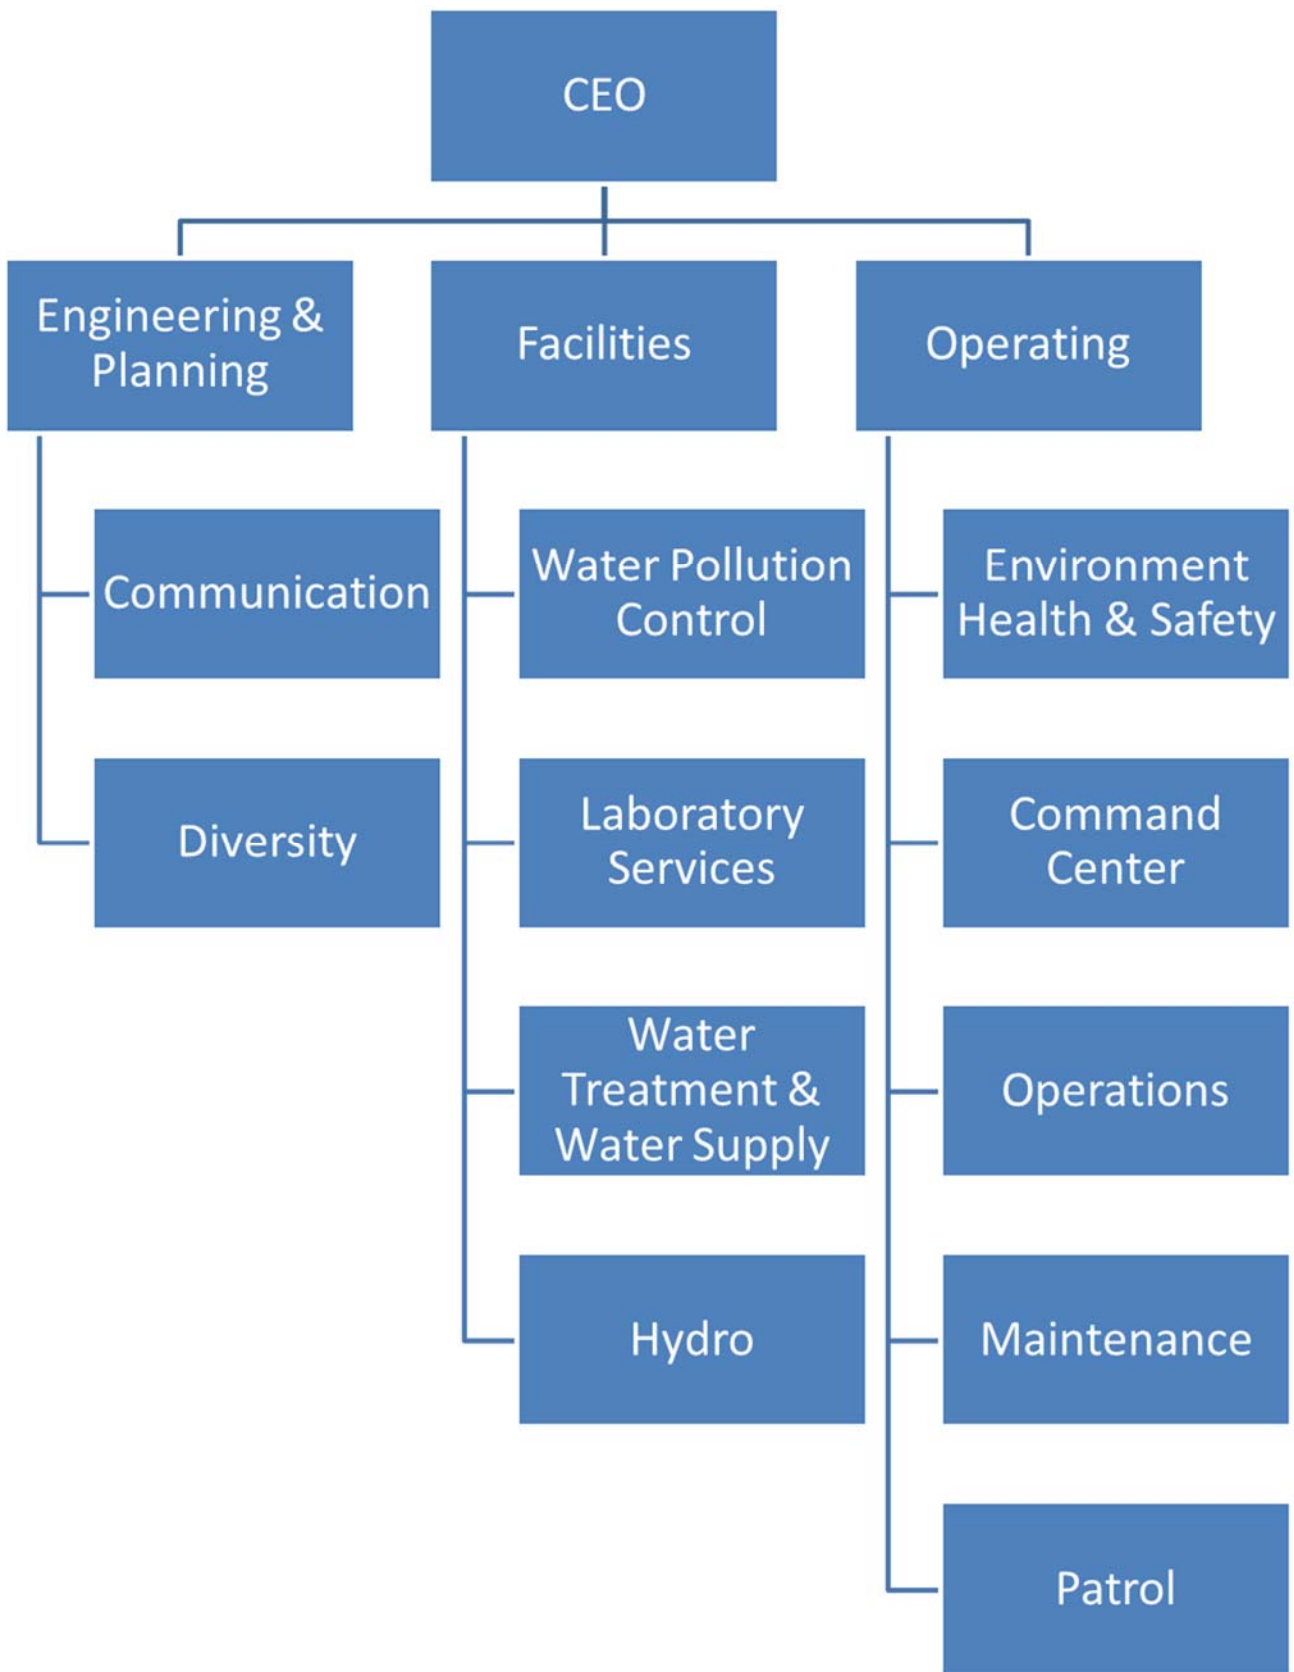 CEO
Engineering &
Planning
Facilities
Operating
Communication
Diversity
Water Pollution
Control
Laboratory
Services
Water
Treatment &
Water Supply
Hydro
Environment
Health & Safety
Command
Center
Operations
Maintenance
Patrol